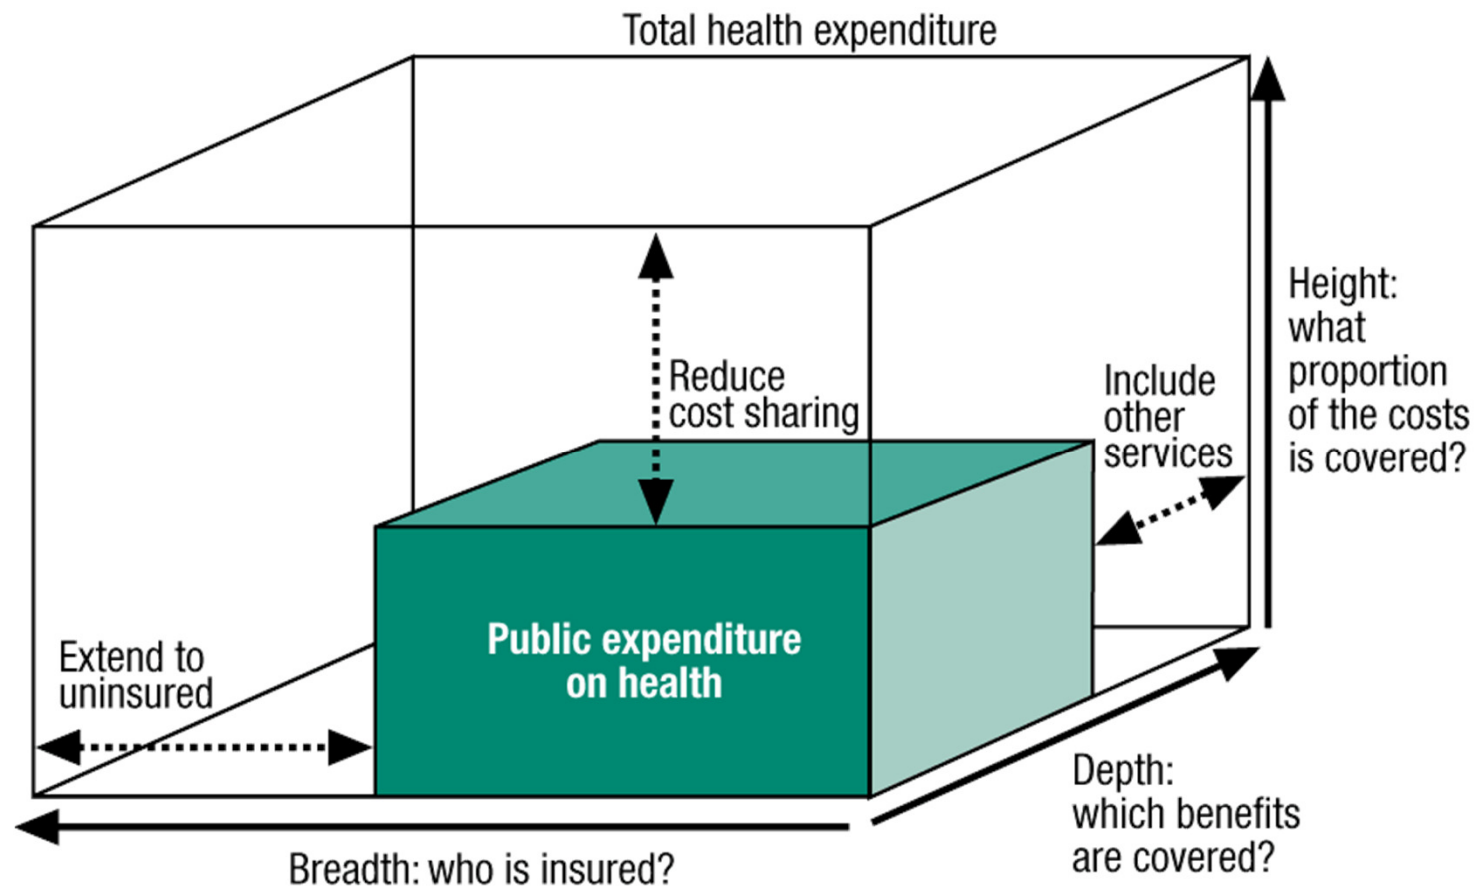 Total health expenditure
Height:
what
proportion
of the costs
is covered?
Reduce
cost sharing
Include
other
services
Public expenditure
on health
Extend to
uninsured
Depth:
which benefits
are covered?
Breadth: who is insured?